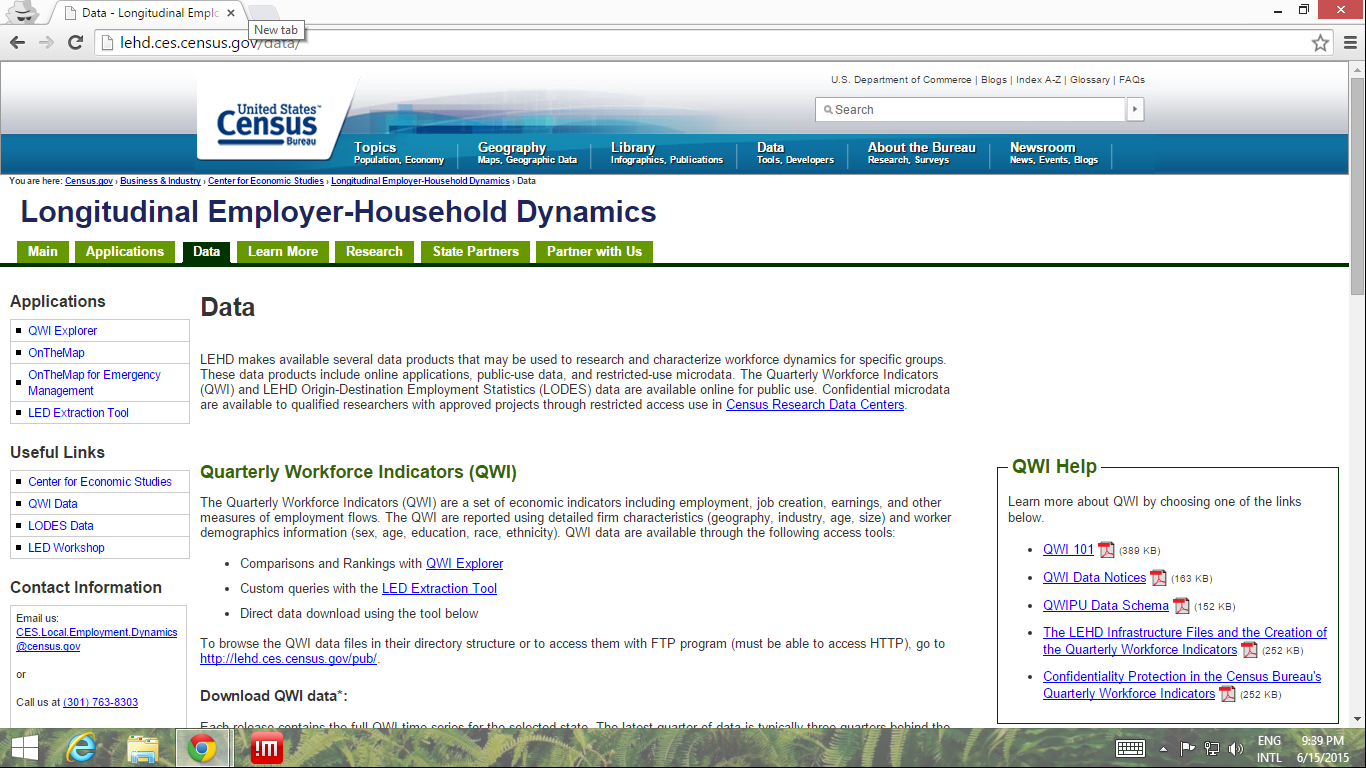 Data - Longitudinal Emplo
New tab
lehd.ces.census.gov/data/
U.S. Department of Commerce | Blogs | Index A-Z | Glossary | FAQs
United States™
Census
Bureau
Search
Topics
Population, Economy
Geography
Maps, Geographic Data
Library
Infographics, Publications
Data
Tools, Developers
About the Bureau
Research, Surveys
Newsroom
News, Events, Blogs
You are here: Census.gov › Business & Industry › Center for Economic Studies › Longitudinal Employer-Household Dynamics › Data
Longitudinal Employer-Household Dynamics
Main Applications Data Learn More Research State Partners Partner with Us
Applications
QWI Explorer
OnTheMap
OnTheMap for Emergency
Management
LED Extraction Tool
Useful Links
Center for Economic Studies
QWI Data
LODES Data
LED Workshop
Contact Information
Email us:
CES.Local.Employment.Dynamics
@census.gov
or
Call us at (301) 763-8303
Data
LEHD makes available several data products that may be used to research and characterize workforce dynamics for specific groups.
These data products include online applications, public-use data, and restricted-use microdata. The Quarterly Workforce Indicators
(QWI) and LEHD Origin-Destination Employment Statistics (LODES) data are available online for public use. Confidential microdata
are available to qualified researchers with approved projects through restricted access use in Census Research Data Centers.
Quarterly Workforce Indicators (QWI)
The Quarterly Workforce Indicators (QWI) are a set of economic indicators including employment, job creation, earnings, and other
measures of employment flows. The QWI are reported using detailed firm characteristics (geography, industry, age, size) and worker
demographics information (sex, age, education, race, ethnicity). QWI data are available through the following access tools:
• Comparisons and Rankings with QWI Explorer
• Custom queries with the LED Extraction Tool
• Direct data download using the tool below
To browse the QWI data files in their directory structure or to access them with FTP program (must be able to access HTTP), go to
http://lehd.ces.census.gov/pub/.
Download QWI data*:
Each release contains the full QWI time series for the selected state. The latest quarter of data is typically three quarters behind the
QWI Help
Learn more about QWI by choosing one of the links
below.
• QWI 101 (389 KB)
• QWI Data Notices (163 KB)
• QWIPU Data Schema (152 KB)
• The LEHD Infrastructure Files and the Creation of
the Quarterly Workforce Indicators (252 KB)
• Confidentiality Protection in the Census Bureau's
Quarterly Workforce Indicators (252 KB)
!M
ENG
INTL
9:39 PM
6/15/2015